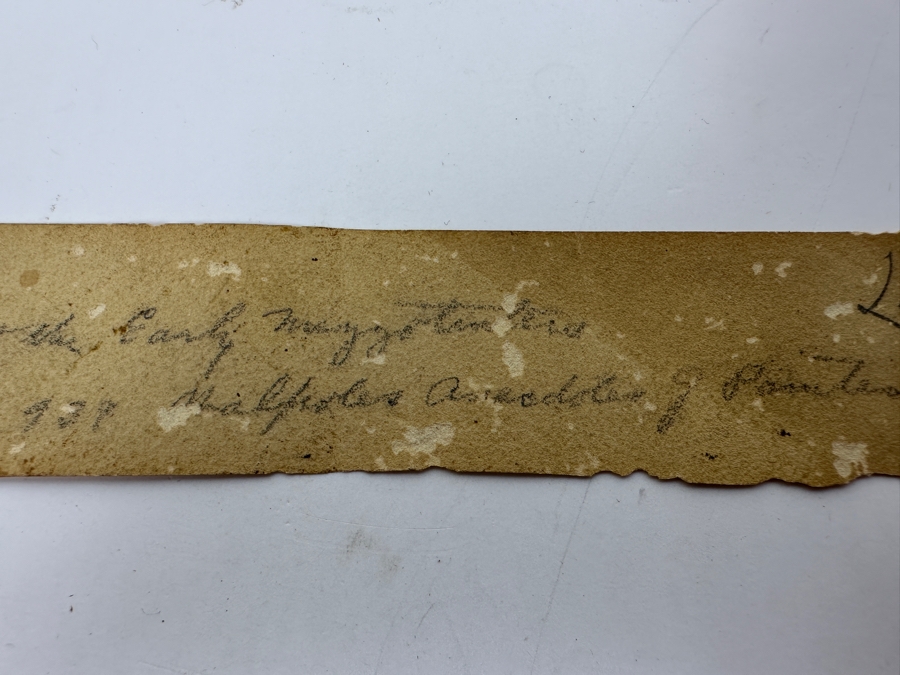 the Early Mezzotinters
Walpoles Anecdotes of Painters